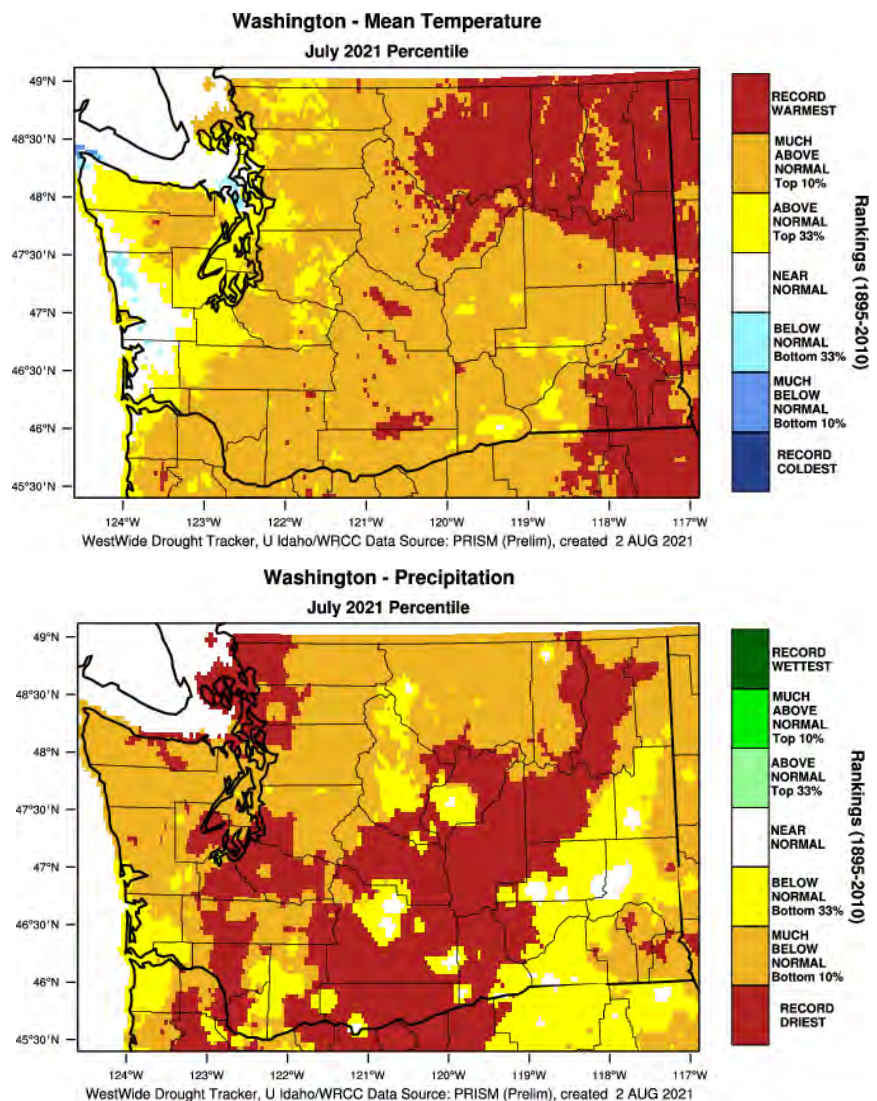 Washington - Mean Temperature
July 2021 Percentile
49°N
48°30'N
48°N
47°30'N
47°N
46°30'N
46°N
45°30'N
124°W
123°W
122°W
121°W
120°W
119°W
118°W
117°W
RECORD
WARMEST
MUCH
ABOVE
NORMAL
Top 10%
ABOVE
NORMAL
Top 33%
NEAR
NORMAL
BELOW
NORMAL
Bottom 33%
MUCH
BELOW
NORMAL
Bottom 10%
RECORD
COLDEST
Rankings (1895-2010)
WestWide Drought Tracker, U Idaho/WRCC Data Source: PRISM (Prelim), created 2 AUG 2021
Washington - Precipitation
July 2021 Percentile
49°N
48°30'N
48°N
47°30'N
47°N
46°30'N
46°N
45°30'N
124°W
123°W
122°W
121°W
120°W
119°W
118°W
117°W
RECORD
WETTEST
MUCH
ABOVE
NORMAL
Top 10%
ABOVE
NORMAL
Top 33%
NEAR
NORMAL
BELOW
NORMAL
Bottom 33%
MUCH
BELOW
NORMAL
Bottom 10%
RECORD
DRIEST
Rankings (1895-2010)
WestWide Drought Tracker, U Idaho/WRCC Data Source: PRISM (Prelim), created 2 AUG 2021